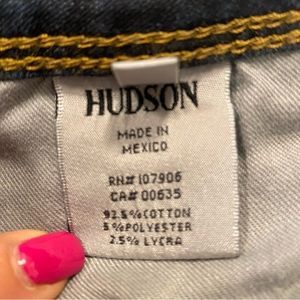 HUDSON
MADE IN
MEXICO
RN# 107906
CA# 00635
92.5% COTTON
5% POLYESTER
2.5% LYCRA